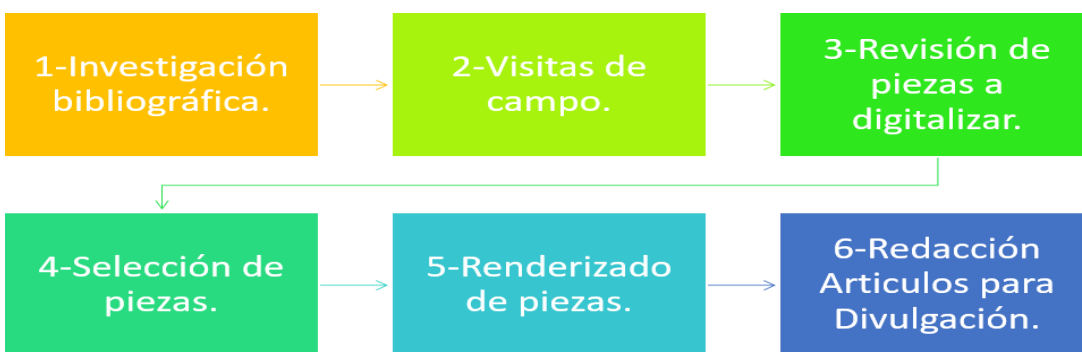 1-Investigación
bibliográfica.
2-Visitas de
campo.
3-Revisión de
piezas a
digitalizar.
4-Selección de
piezas.
5-Renderizado
de piezas.
6-Redacción
Articulos para
Divulgación.